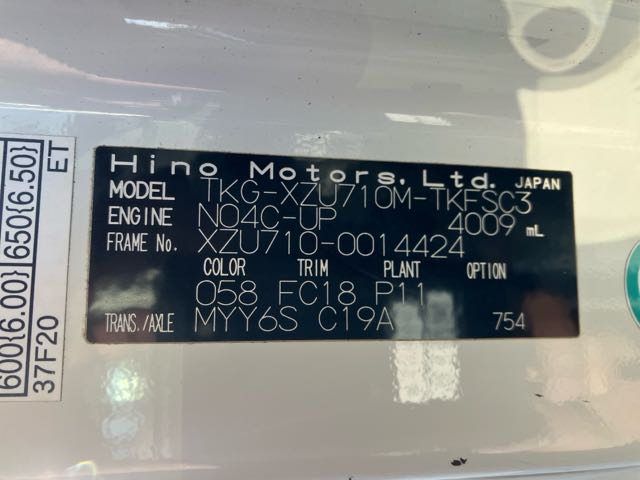 Hino Motors, Ltd. JAPAN
MODEL TKG-XZU710M-TKFSC3
ENGINE N04C-UP 4009 mL
FRAME No. XZU710-0014424
COLOR TRIM PLANT OPTION
058 FC18 P11
TRANS./AXLE MYY6S C19A 754
600(6.00) 650(6.50)
37F20 ET